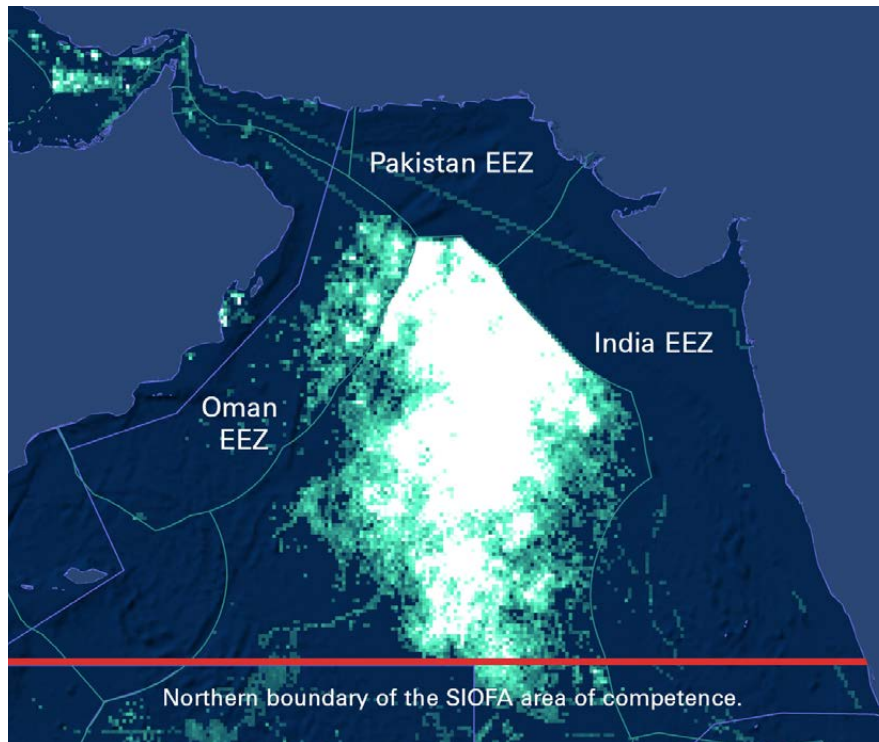 Pakistan EEZ
India EEZ
Oman
EEZ
Northern boundary of the SIOFA area of competence.